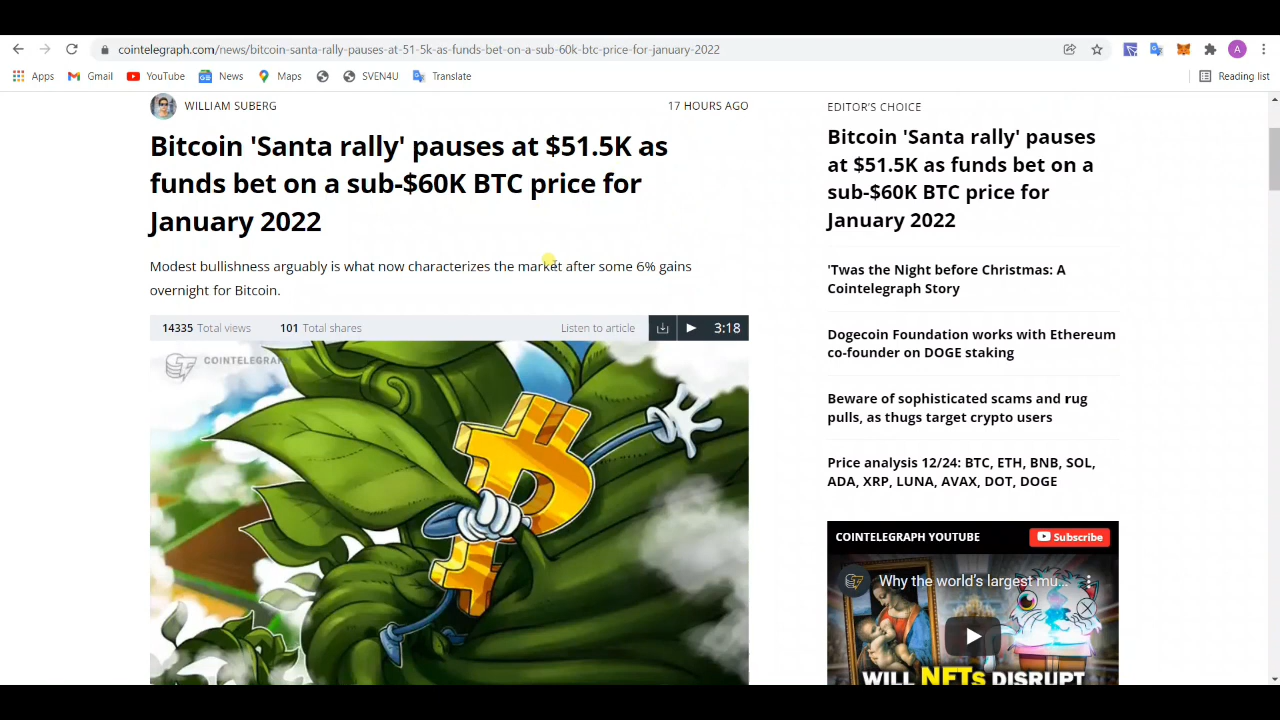 cointelegraph.com/news/bitcoin-santa-rally-pauses-at-51-5k-as-funds-bet-on-a-sub-60k-btc-price-for-january-2022
A
Apps Gmail YouTube News Maps SVEN4U Translate Reading list
WILLIAM SUBERG 17 HOURS AGO
Bitcoin 'Santa rally' pauses at $51.5K as
funds bet on a sub-$60K BTC price for
January 2022
Modest bullishness arguably is what now characterizes the market after some 6% gains
overnight for Bitcoin.
14335 Total views 101 Total shares Listen to article 3:18
COINTELEGRAPH
EDITOR'S CHOICE
Bitcoin 'Santa rally' pauses
at $51.5K as funds bet on a
sub-$60K BTC price for
January 2022
'Twas the Night before Christmas: A
Cointelegraph Story
Dogecoin Foundation works with Ethereum
co-founder on DOGE staking
Beware of sophisticated scams and rug
pulls, as thugs target crypto users
Price analysis 12/24: BTC, ETH, BNB, SOL,
ADA, XRP, LUNA, AVAX, DOT, DOGE
COINTELEGRAPH YOUTUBE Subscribe
Why the world's largest mu...
WILL NFTs DISRUPT